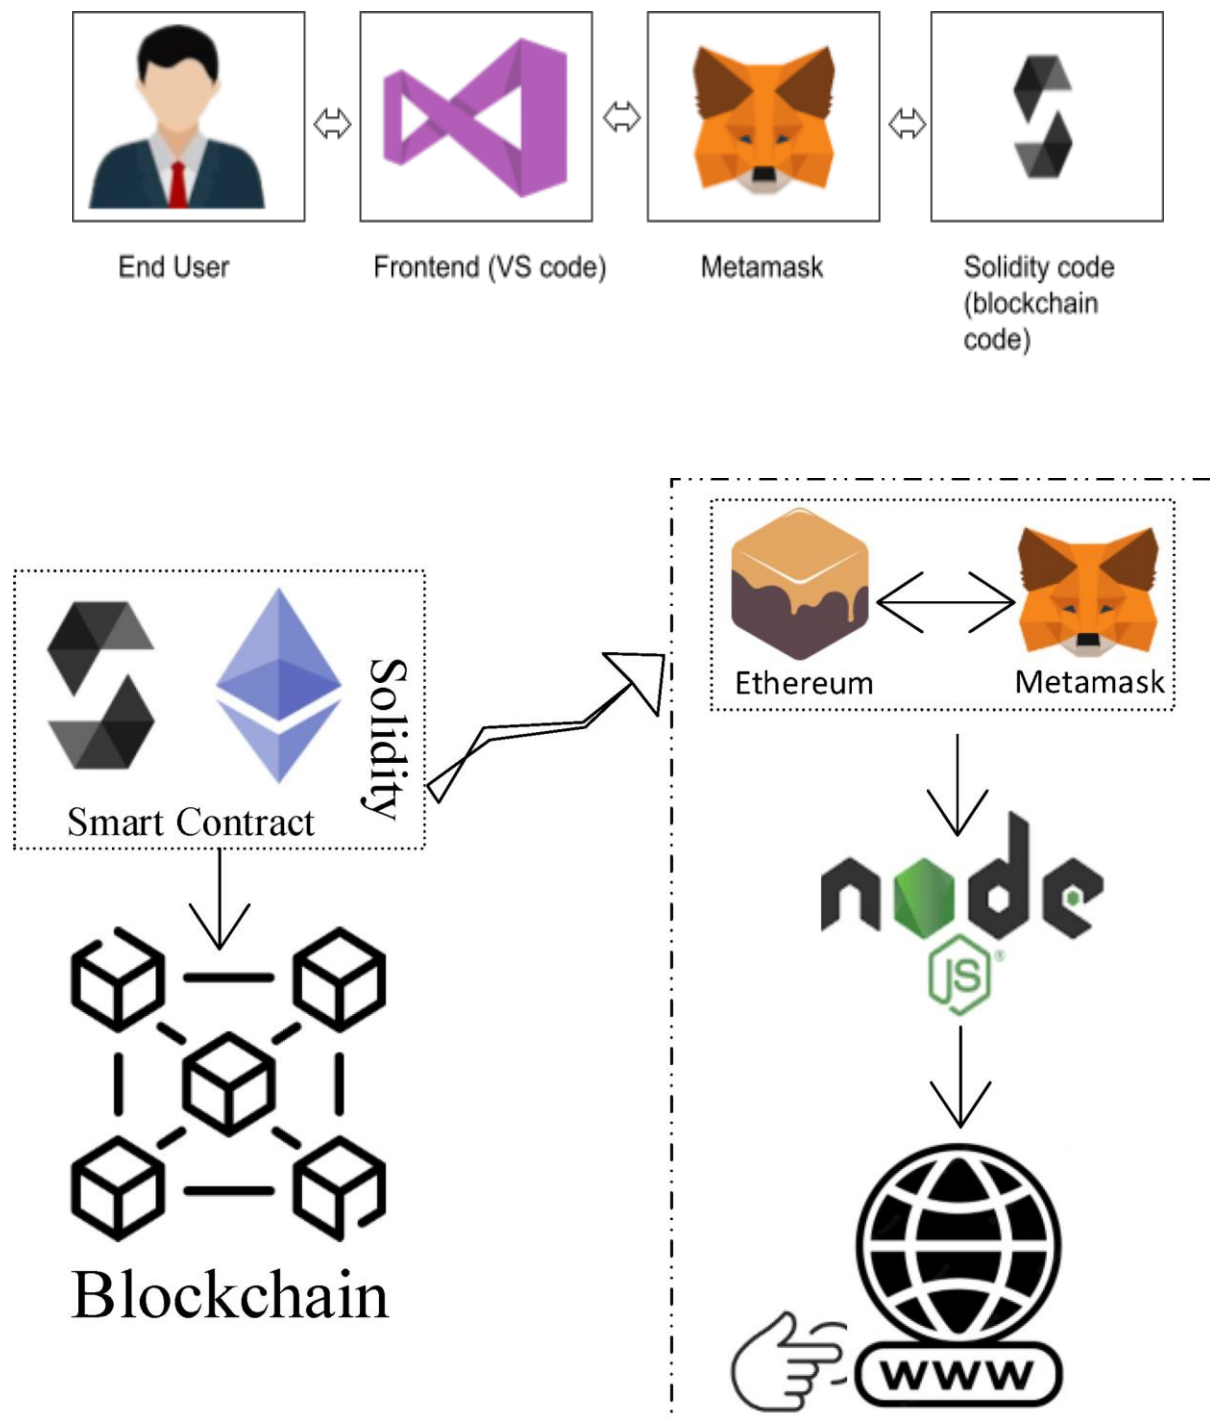 End User
Frontend (VS code)
Metamask
Solidity code
(blockchain
code)
Ethereum
Metamask
Solidity
Smart Contract
node
JS®
Blockchain
WWW